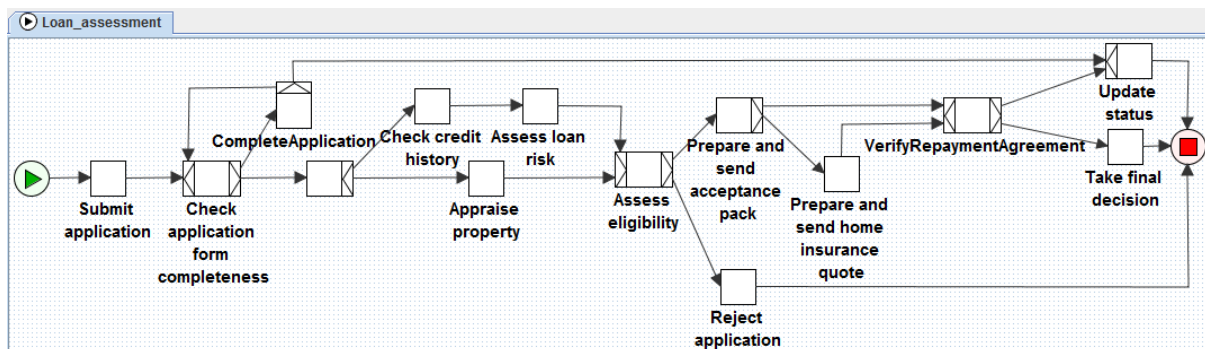 Loan_assessment
Submit
application
Check
application
form
completeness
CompleteApplication
Check credit
history
Assess loan
risk
Appraise
property
Assess
eligibility
Prepare and
send
acceptance
pack
Prepare and
send home
insurance
quote
VerifyRepaymentAgreement
Update
status
Take final
decision
Reject
application